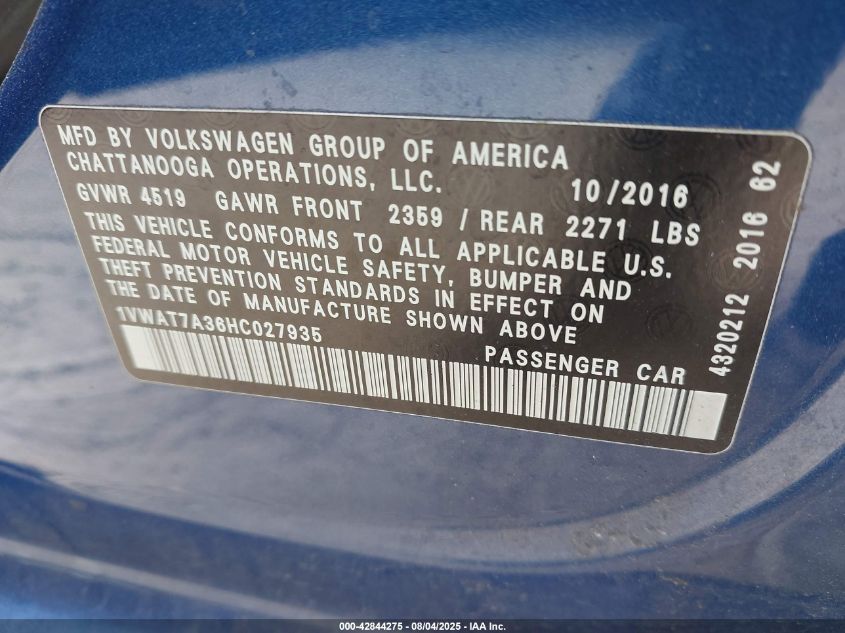 MFD BY VOLKSWAGEN GROUP OF AMERICA
CHATTANOOGA OPERATIONS, LLC.
10/2016
GVWR 4519 GAWR FRONT 2359 / REAR 2271 LBS
THIS VEHICLE CONFORMS TO ALL APPLICABLE U.S.
FEDERAL MOTOR VEHICLE SAFETY, BUMPER AND
THEFT PREVENTION STANDARDS IN EFFECT ON
THE DATE OF MANUFACTURE SHOWN ABOVE
1VWAT7A36HC027935
PASSENGER CAR
4320212 2016 62
000-42844275 - 08/04/2025 - IAA Inc.